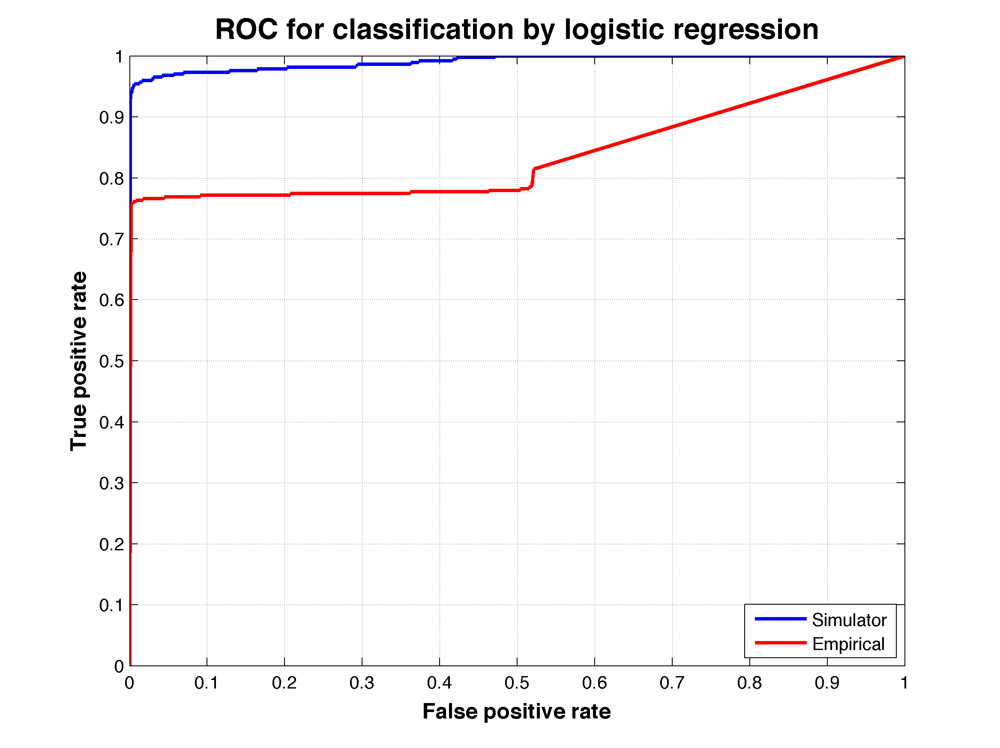 ROC for classification by logistic regression
1
0.9
0.8
0.7
0.6
0.5
0.4
0.3
0.2
0.1
0
True positive rate
0 0.1 0.2 0.3 0.4 0.5 0.6 0.7 0.8 0.9 1
False positive rate
Simulator
Empirical